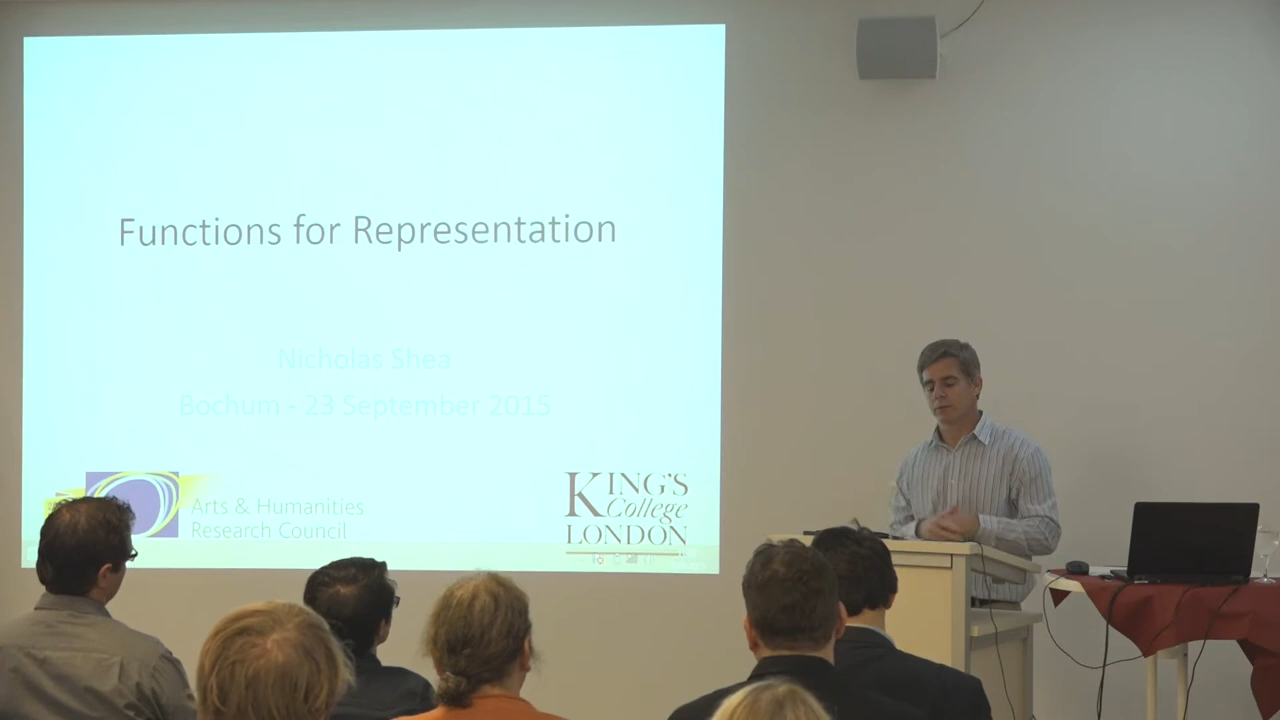 Functions for Representation
Nicholas Shea
Bochum - 23 September 2015
Arts & Humanities
Research Council
KING'S
College
LONDON